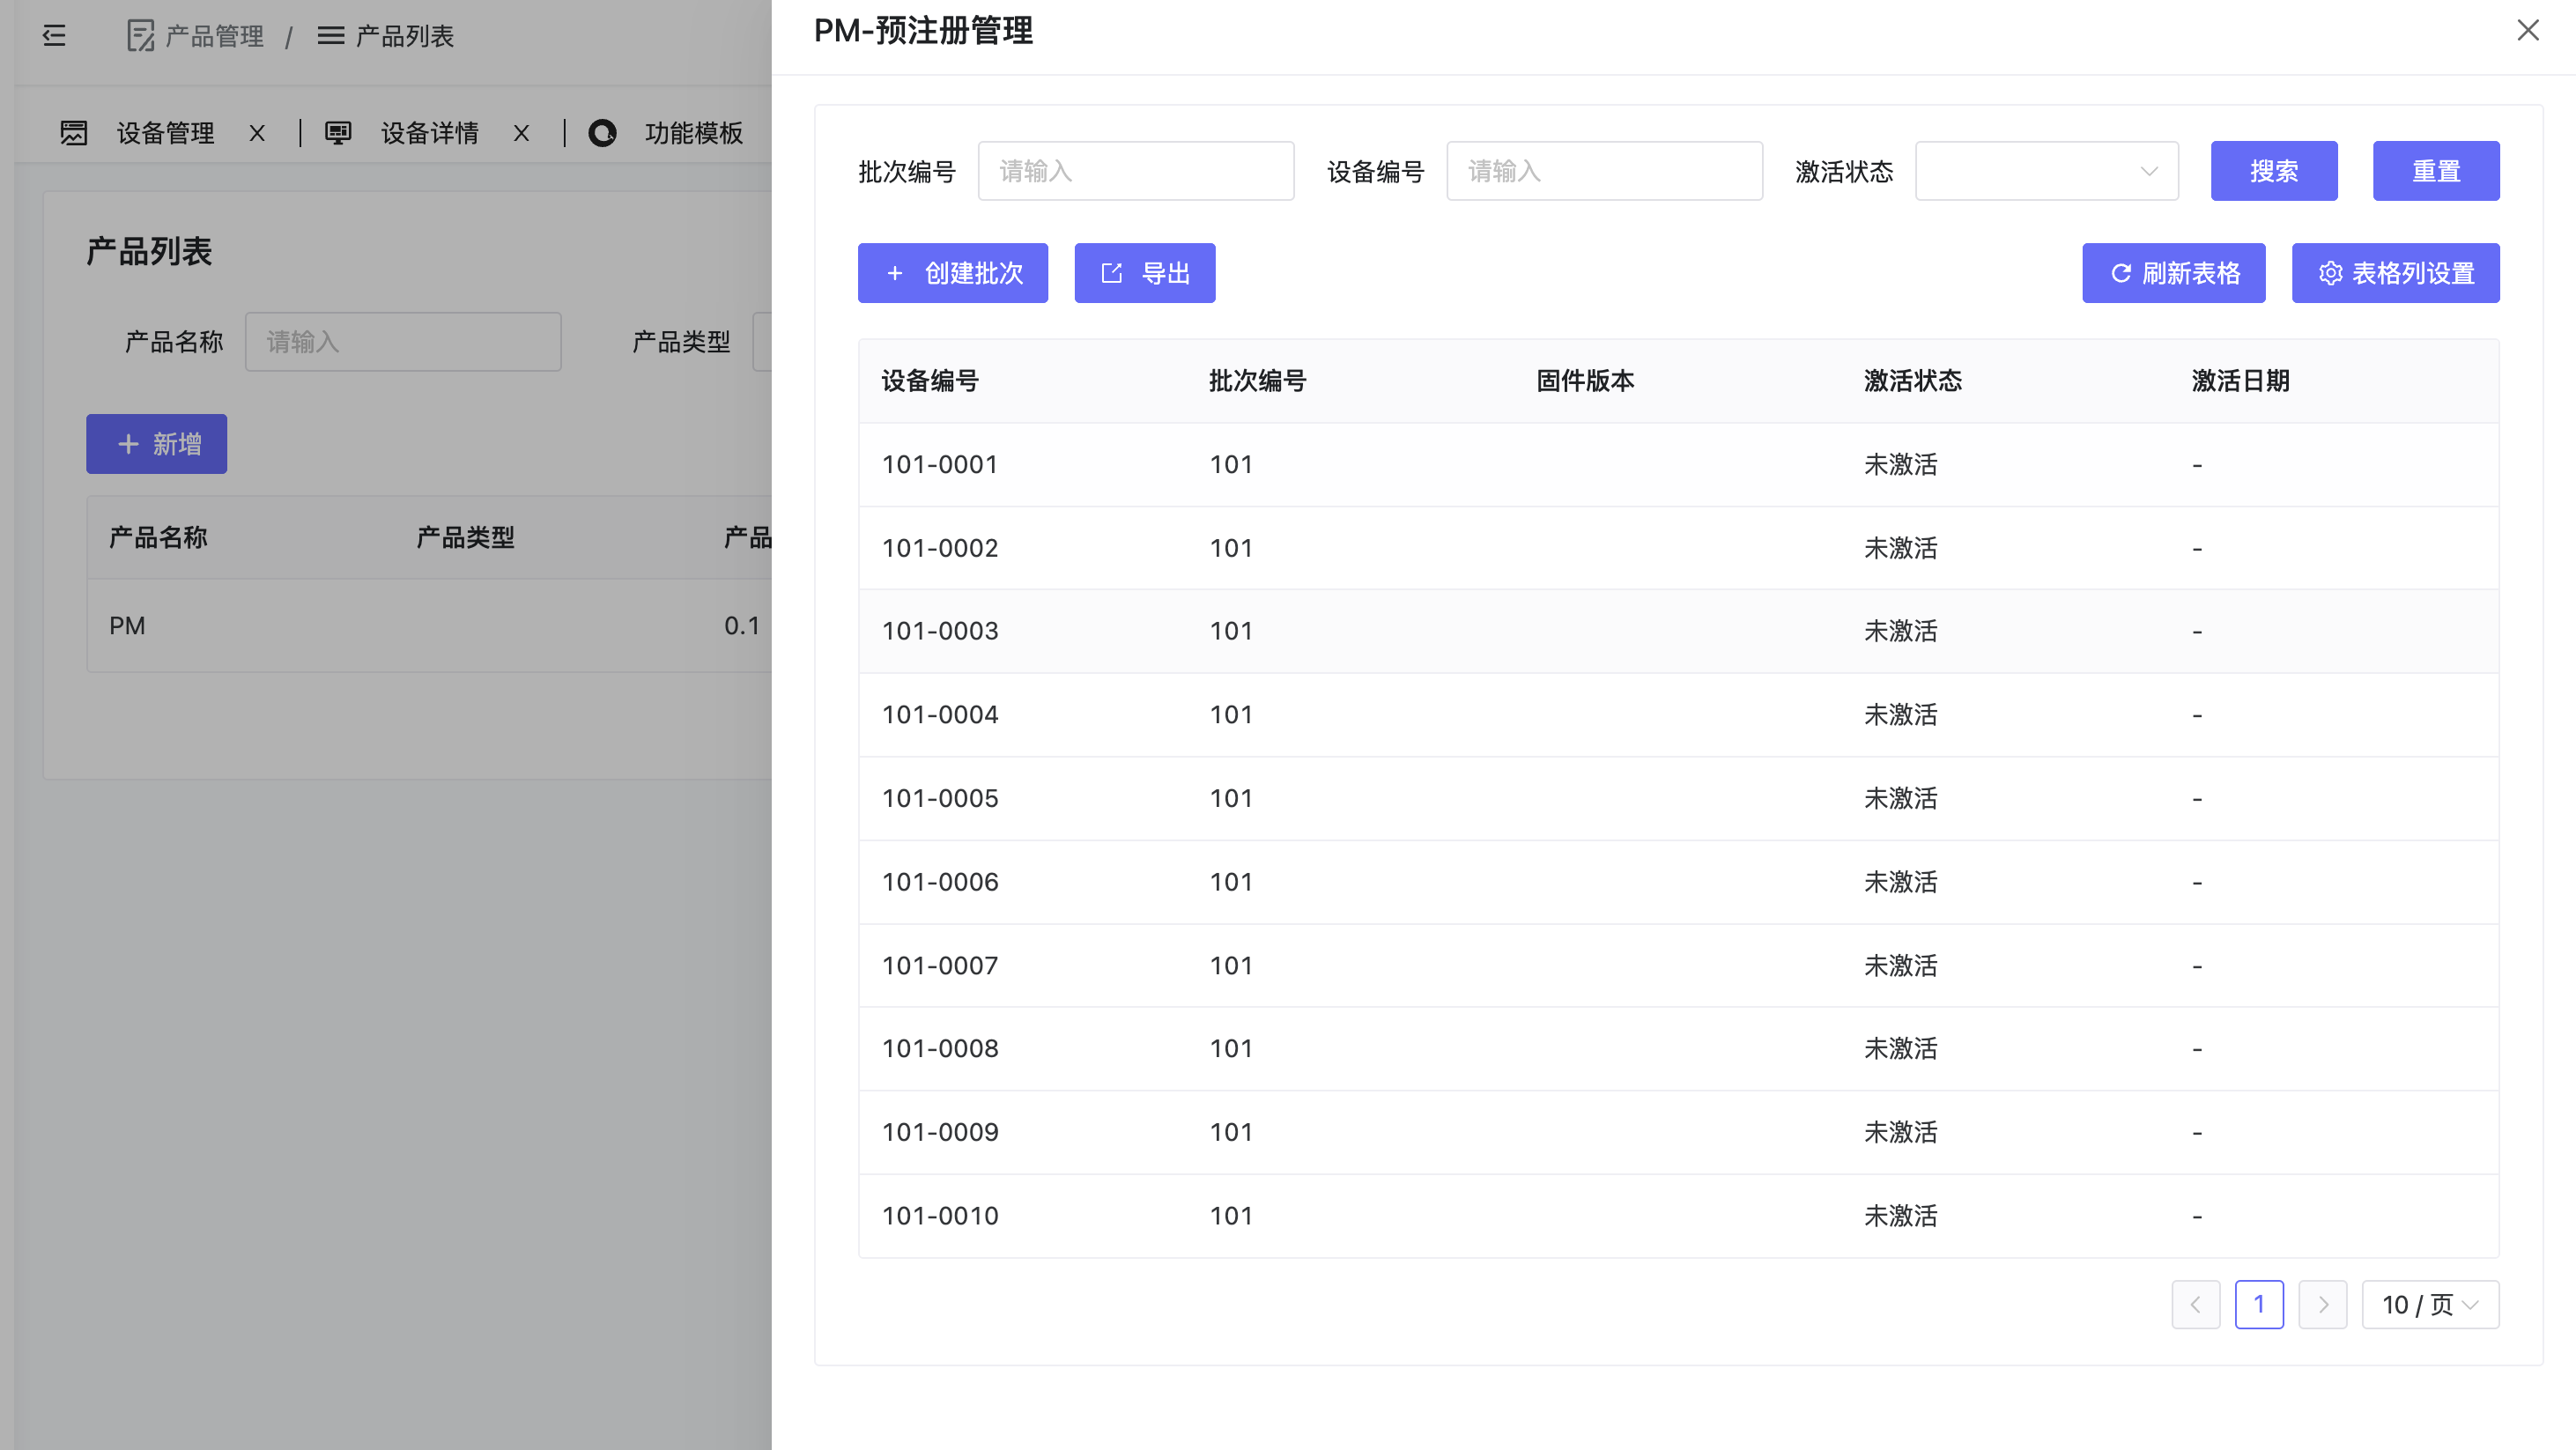 产品管理 / 产品列表
设备管理 X | 设备详情 X | 功能模板
产品列表
产品名称 请输入 产品类型
+ 新增
产品名称 产品类型 产品
PM 0.1
PM-预注册管理
批次编号 请输入 设备编号 请输入 激活状态 搜索 重置
+ 创建批次 导出 刷新表格 表格列设置
设备编号 批次编号 固件版本 激活状态 激活日期
101-0001 101 未激活 -
101-0002 101 未激活 -
101-0003 101 未激活 -
101-0004 101 未激活 -
101-0005 101 未激活 -
101-0006 101 未激活 -
101-0007 101 未激活 -
101-0008 101 未激活 -
101-0009 101 未激活 -
101-0010 101 未激活 -
1 10 / 页